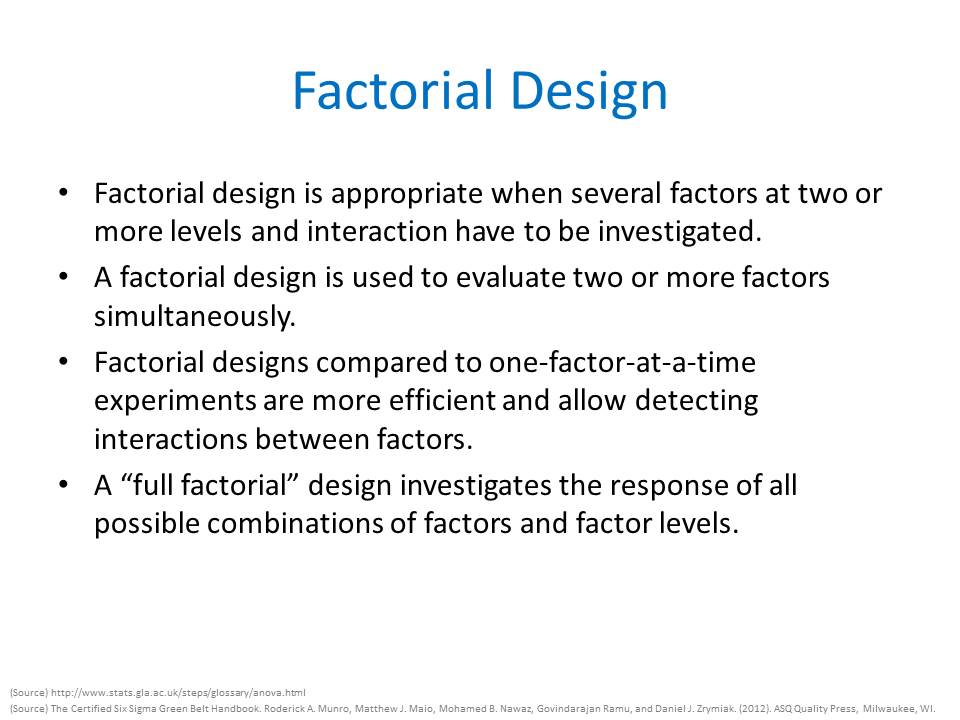 Factorial Design
• Factorial design is appropriate when several factors at two or
more levels and interaction have to be investigated.
• A factorial design is used to evaluate two or more factors
simultaneously.
• Factorial designs compared to one-factor-at-a-time
experiments are more efficient and allow detecting
interactions between factors.
• A “full factorial” design investigates the response of all
possible combinations of factors and factor levels.
(Source) http://www.stats.gla.ac.uk/steps/glossary/anova.html
(Source) The Certified Six Sigma Green Belt Handbook. Roderick A. Munro, Matthew J. Maio, Mohamed B. Nawaz, Govindarajan Ramu, and Daniel J. Zrymiak. (2012). ASQ Quality Press, Milwaukee, WI.